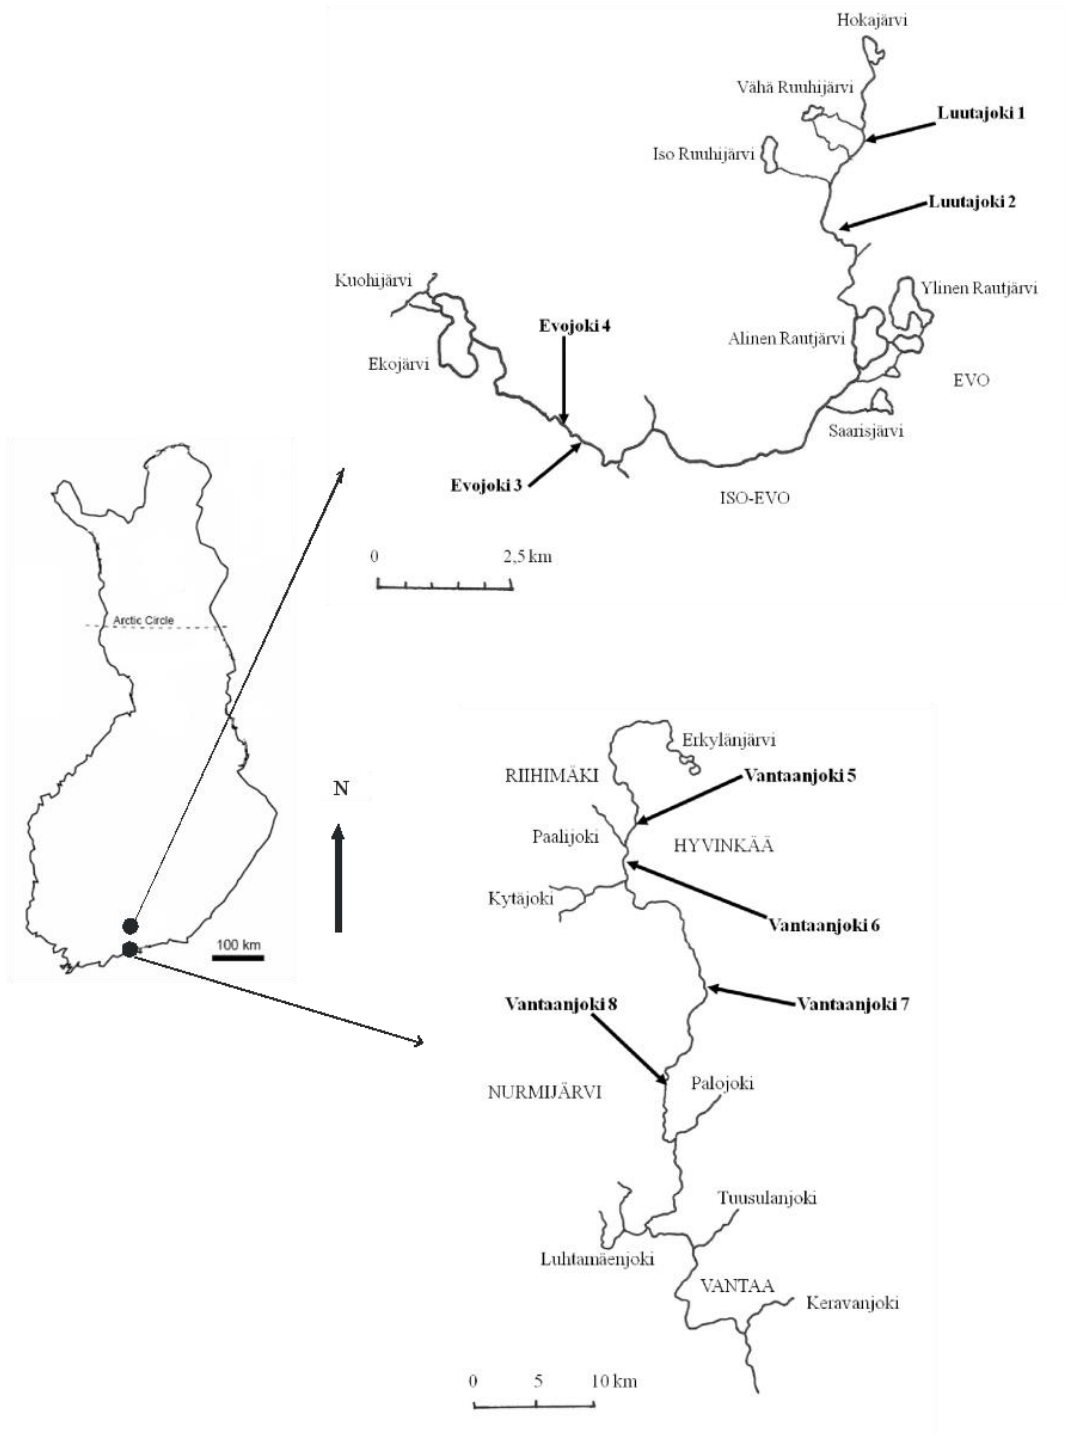 Hokajärvi
Vähä Ruuhijärvi
Luutajoki 1
Iso Ruuhijärvi
Luutajoki 2
Kuohijärvi
Ylinen Rautjärvi
Evojoki 4
Alinen Rautjärvi
Ekojärvi
EVO
Saarisjärvi
Evojoki 3
ISO-EVO
0
2,5 km
Arctic Circle
N
100 km
Erkylänjärvi
RIIHIMÄKI
Vantaanjoki 5
Paalijoki
HYVINKÄÄ
Kytäjoki
Vantaanjoki 6
Vantaanjoki 8
Vantaanjoki 7
Palojoki
NURMIJÄRVI
Tuusulanjoki
Luhtamäenjoki
VANTAA
Keravanjoki
0 5 10 km